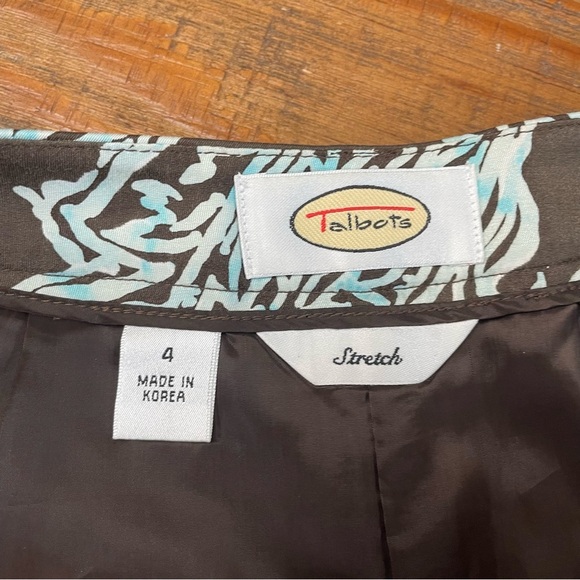 Talbots
4
MADE IN
KOREA
Stretch